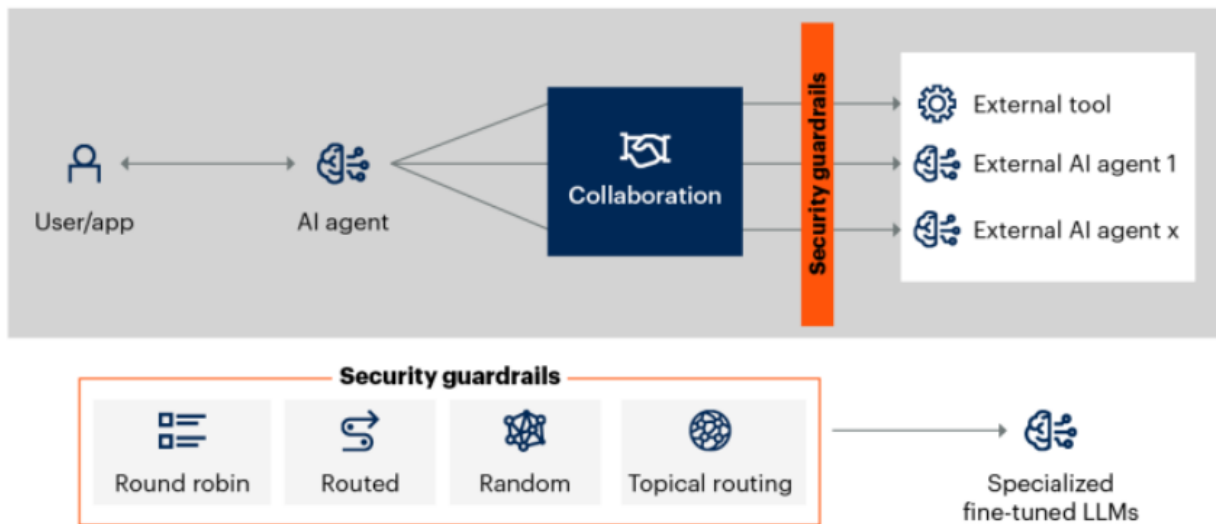 User/app
AI agent
Collaboration
Security guardrails
External tool
External AI agent 1
External AI agent x
Security guardrails
Round robin
Routed
Random
Topical routing
Specialized
fine-tuned LLMs